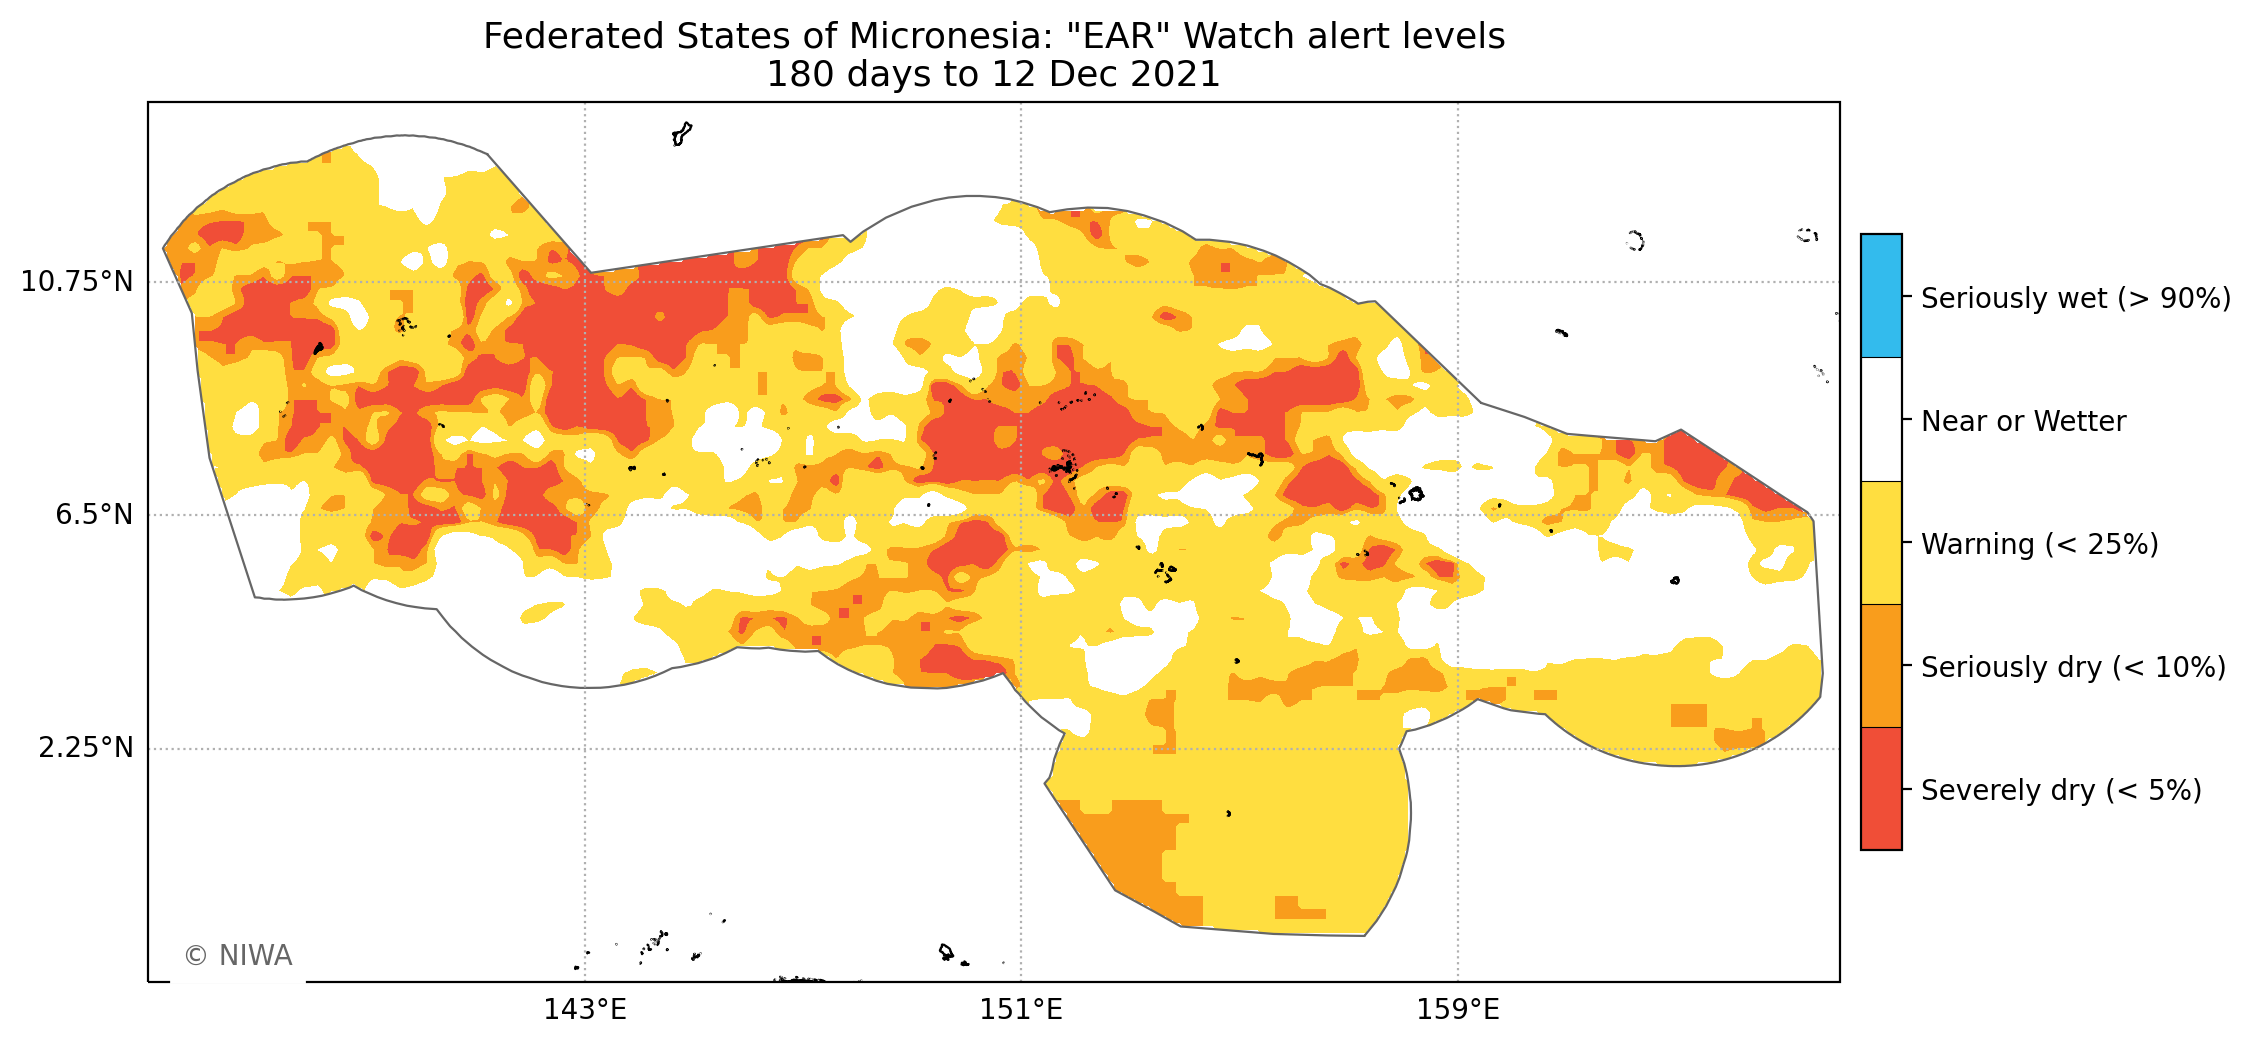 Federated States of Micronesia: "EAR" Watch alert levels
180 days to 12 Dec 2021
10.75°N
6.5°N
2.25°N
143°E
151°E
159°E
Seriously wet (> 90%)
Near or Wetter
Warning (< 25%)
Seriously dry (< 10%)
Severely dry (< 5%)
© NIWA